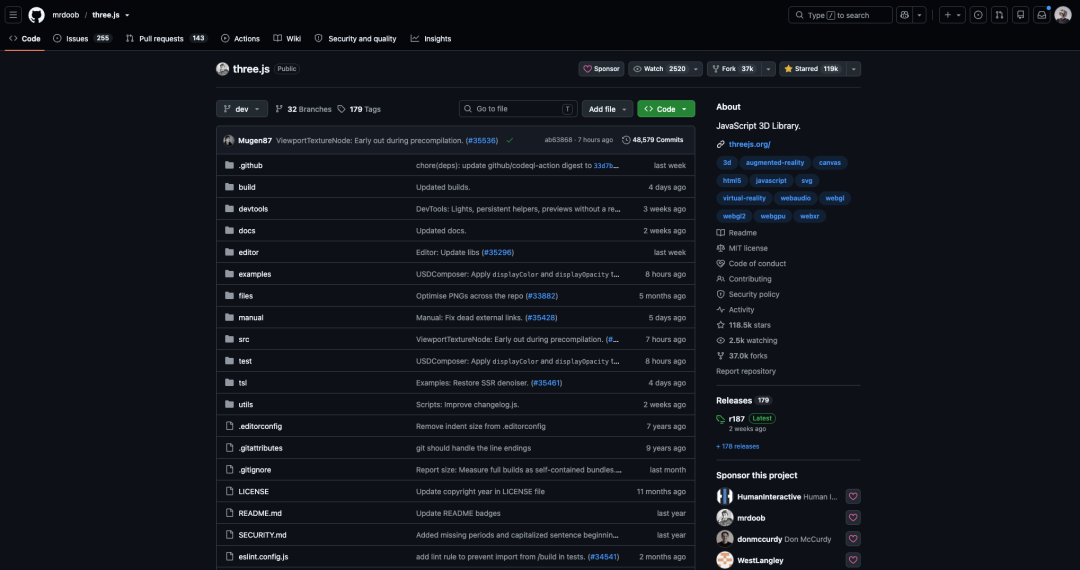 mrdoob / three.js
Type / to search
Code Issues 255 Pull requests 143 Actions Wiki Security and quality Insights
three.js Public
Sponsor Watch 2520 Fork 37k Starred 119k
dev 32 Branches 179 Tags Go to file T Add file Code
Mugen87 ViewportTextureNode: Early out during precompilation. (#35536) ab63868 · 7 hours ago 48,579 Commits
.github chore(deps): update github/codeql-action digest to 33d7b… last week
build Updated builds. 4 days ago
devtools DevTools: Lights, persistent helpers, previews without a re… 3 weeks ago
docs Updated docs. 2 weeks ago
editor Editor: Update libs (#35296) last week
examples USDComposer: Apply displayColor and displayOpacity t… 8 hours ago
files Optimise PNGs across the repo (#33882) 5 months ago
manual Manual: Fix dead external links. (#35428) 5 days ago
src ViewportTextureNode: Early out during precompilation. (#… 7 hours ago
test USDComposer: Apply displayColor and displayOpacity t… 8 hours ago
tsl Examples: Restore SSR denoiser. (#35461) 4 days ago
utils Scripts: Improve changelog.js. 2 weeks ago
.editorconfig Remove indent size from .editorconfig 7 years ago
.gitattributes git should handle the line endings 9 years ago
.gitignore Report size: Measure full builds as self-contained bundles.… last month
LICENSE Update copyright year in LICENSE file 11 months ago
README.md Update README badges last year
SECURITY.md Added missing periods and capitalized sentence beginnin… last year
eslint.config.js add lint rule to prevent import from /build in tests. (#34541) 2 months ago
About
JavaScript 3D Library.
threejs.org/
3d augmented-reality canvas
html5 javascript svg
virtual-reality webaudio webgl
webgl2 webgpu webxr
Readme
MIT license
Code of conduct
Contributing
Security policy
Activity
118.5k stars
2.5k watching
37.0k forks
Report repository
Releases 179
r187 Latest
2 weeks ago
+ 178 releases
Sponsor this project
HumanInteractive Human I…
mrdoob
donmccurdy Don McCurdy
WestLangley